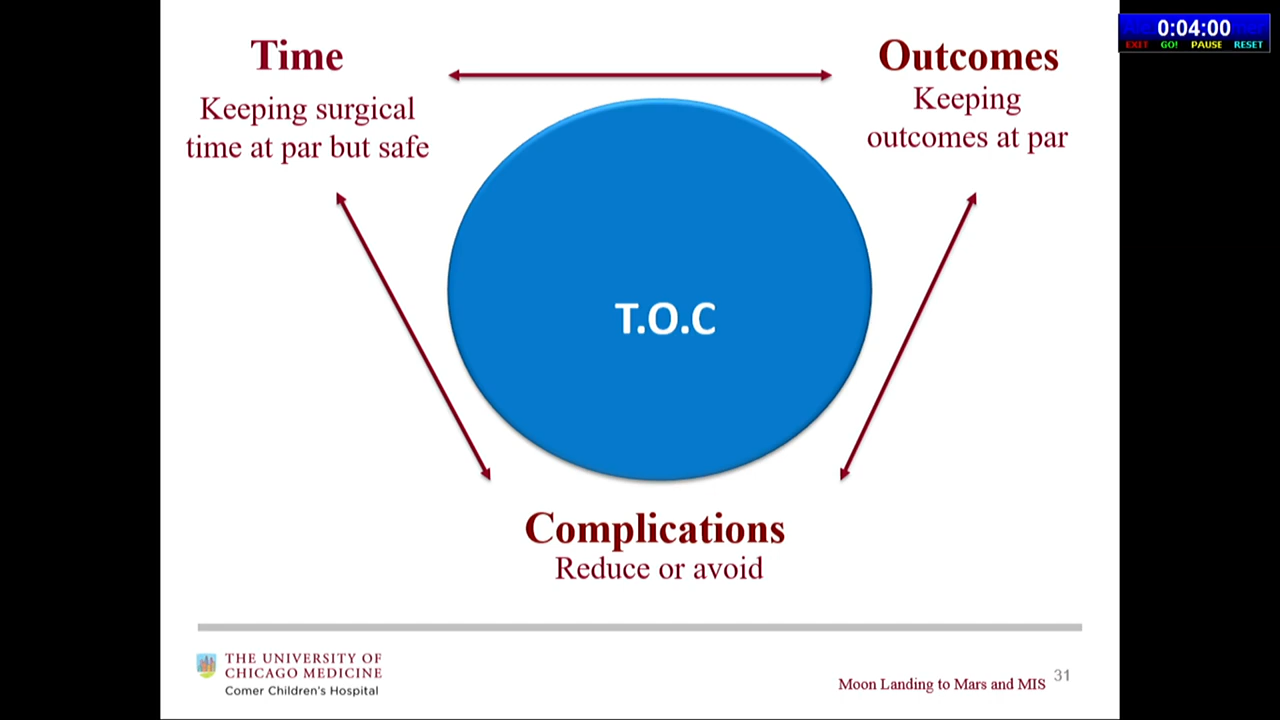 Time
Keeping surgical
time at par but safe
Outcomes
Keeping
outcomes at par
0:04:00
EXIT GO! PAUSE RESET
T.O.C
Complications
Reduce or avoid
THE UNIVERSITY OF
CHICAGO MEDICINE
Comer Children's Hospital
Moon Landing to Mars and MIS
31